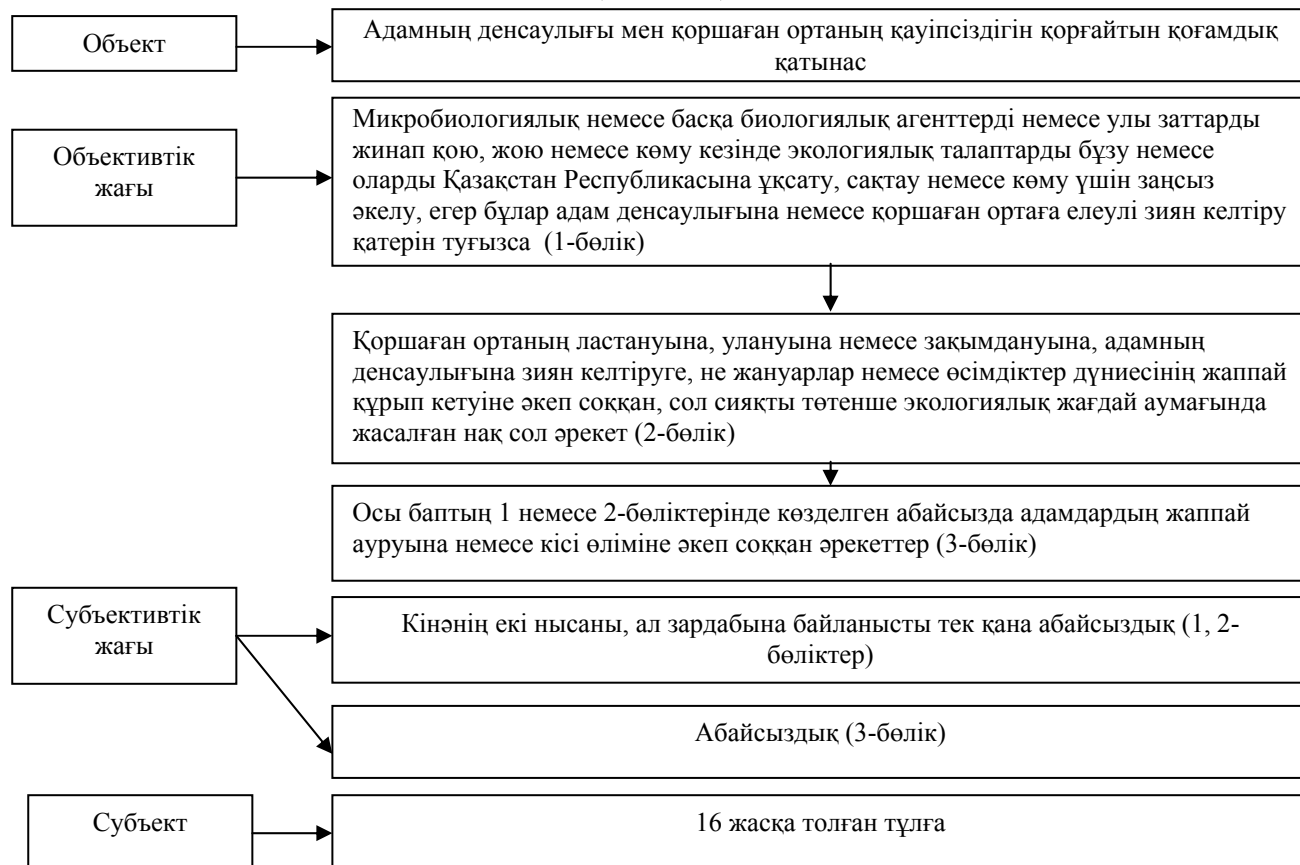 Объект
Адамның денсаулығы мен қоршаған ортаның қауіпсіздігін қорғайтын қоғамдық
қатынас
Объективтік
жағы
Микробиологиялық немесе басқа биологиялық агенттерді немесе улы заттарды
жинап қою, жою немесе көму кезінде экологиялық талаптарды бұзу немесе
оларды Қазақстан Республикасына ұқсату, сақтау немесе көму үшін заңсыз
әкелу, егер бұлар адам денсаулығына немесе қоршаған ортаға елеулі зиян келтіру
қатерін туғызса (1-бөлік)
Қоршаған ортаның ластануына, улануына немесе зақымдануына, адамның
денсаулығына зиян келтіруге, не жануарлар немесе өсімдіктер дүниесінің жаппай
құрып кетуіне әкеп соққан, сол сияқты төтенше экологиялық жағдай аумағында
жасалған нақ сол әрекет (2-бөлік)
Осы баптың 1 немесе 2-бөліктерінде көзделген абайсызда адамдардың жаппай
ауруына немесе кісі өліміне әкеп соққан әрекеттер (3-бөлік)
Субъективтік
жағы
Кінәнің екі нысаны, ал зардабына байланысты тек қана абайсыздық (1, 2-
бөліктер)
Абайсыздық (3-бөлік)
Субъект
16 жасқа толған тұлға